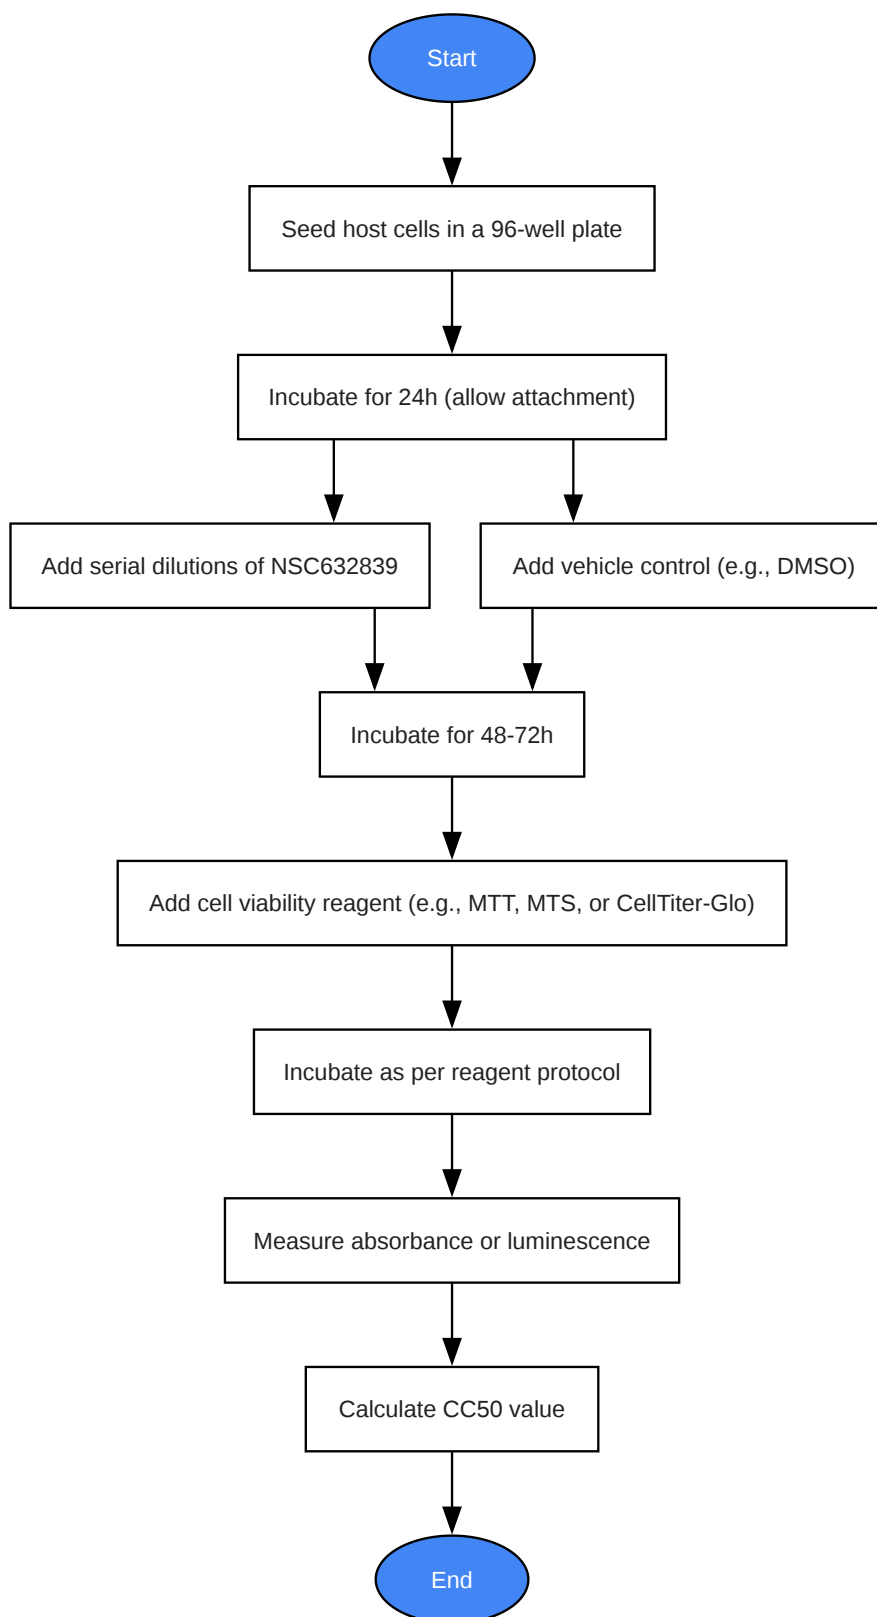 Start
Seed host cells in a 96-well plate
Incubate for 24h (allow attachment)
Add serial dilutions of NSC632839
Add vehicle control (e.g., DMSO)
Incubate for 48-72h
Add cell viability reagent (e.g., MTT, MTS, or CellTiter-Glo)
Incubate as per reagent protocol
Measure absorbance or luminescence
Calculate CC50 value
End